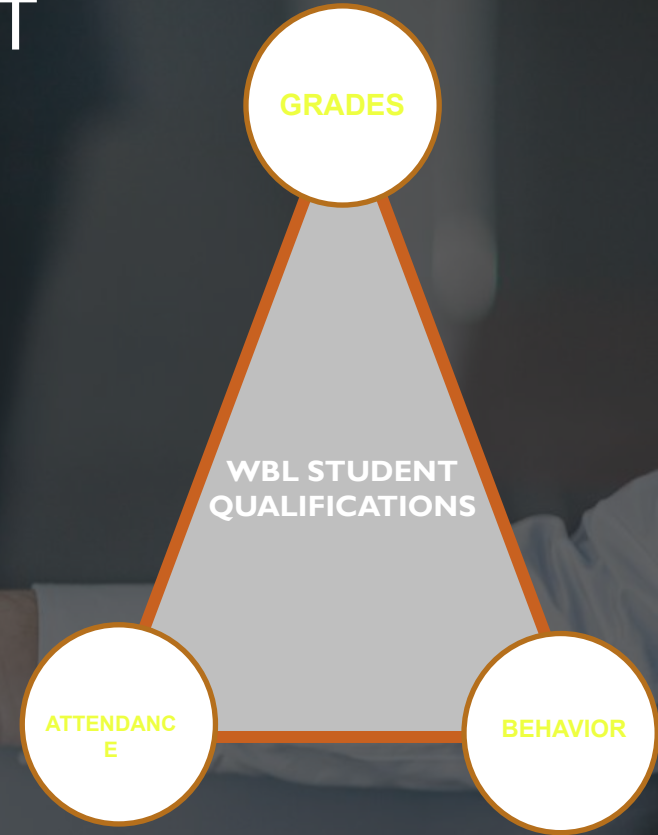 T
GRADES
WBL STUDENT
QUALIFICATIONS
ATTENDANC
E
BEHAVIOR